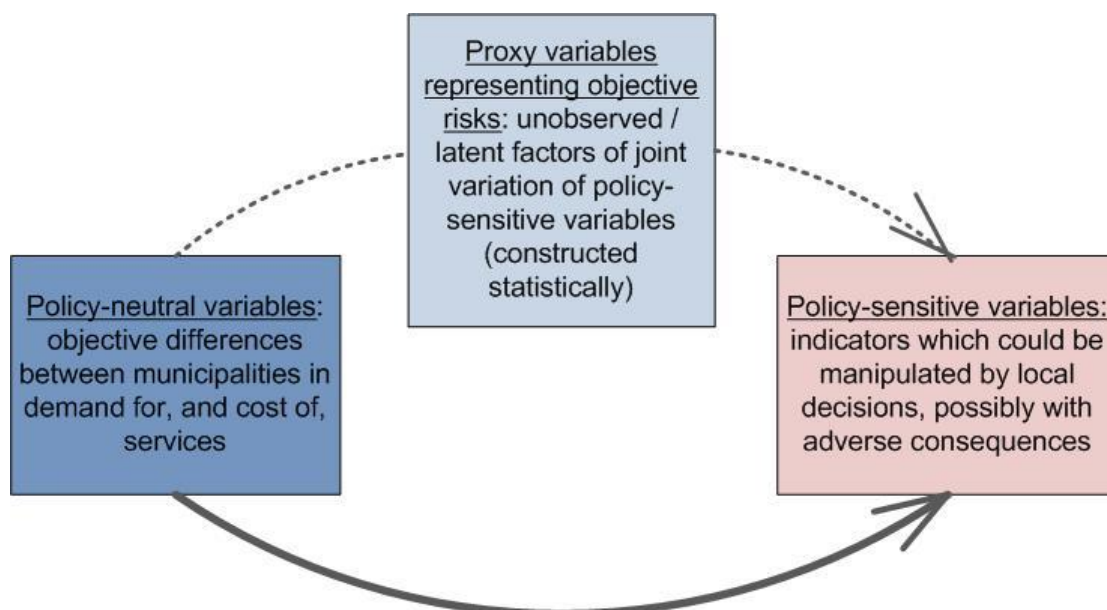 Proxy variables
representing objective
risks: unobserved /
latent factors of joint
variation of policy-
sensitive variables
(constructed
statistically)
Policy-neutral variables:
objective differences
between municipalities in
demand for, and cost of,
services
Policy-sensitive variables:
indicators which could be
manipulated by local
decisions, possibly with
adverse consequences